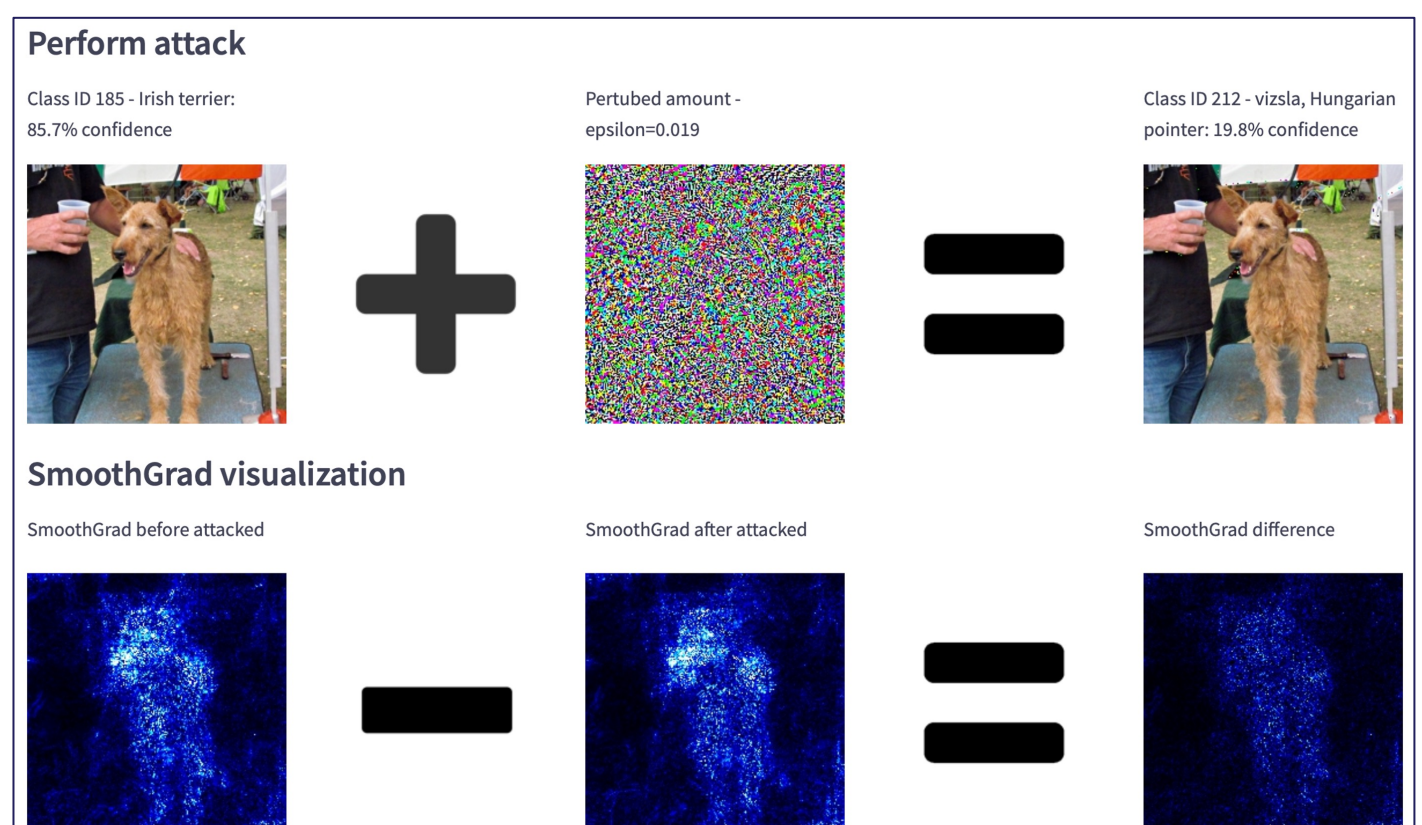 Perform attack
Class ID 185 - Irish terrier:
85.7% confidence
Pertubed amount -
epsilon=0.019
Class ID 212 - vizsla, Hungarian
pointer: 19.8% confidence
SmoothGrad visualization
SmoothGrad before attacked
SmoothGrad after attacked
SmoothGrad difference